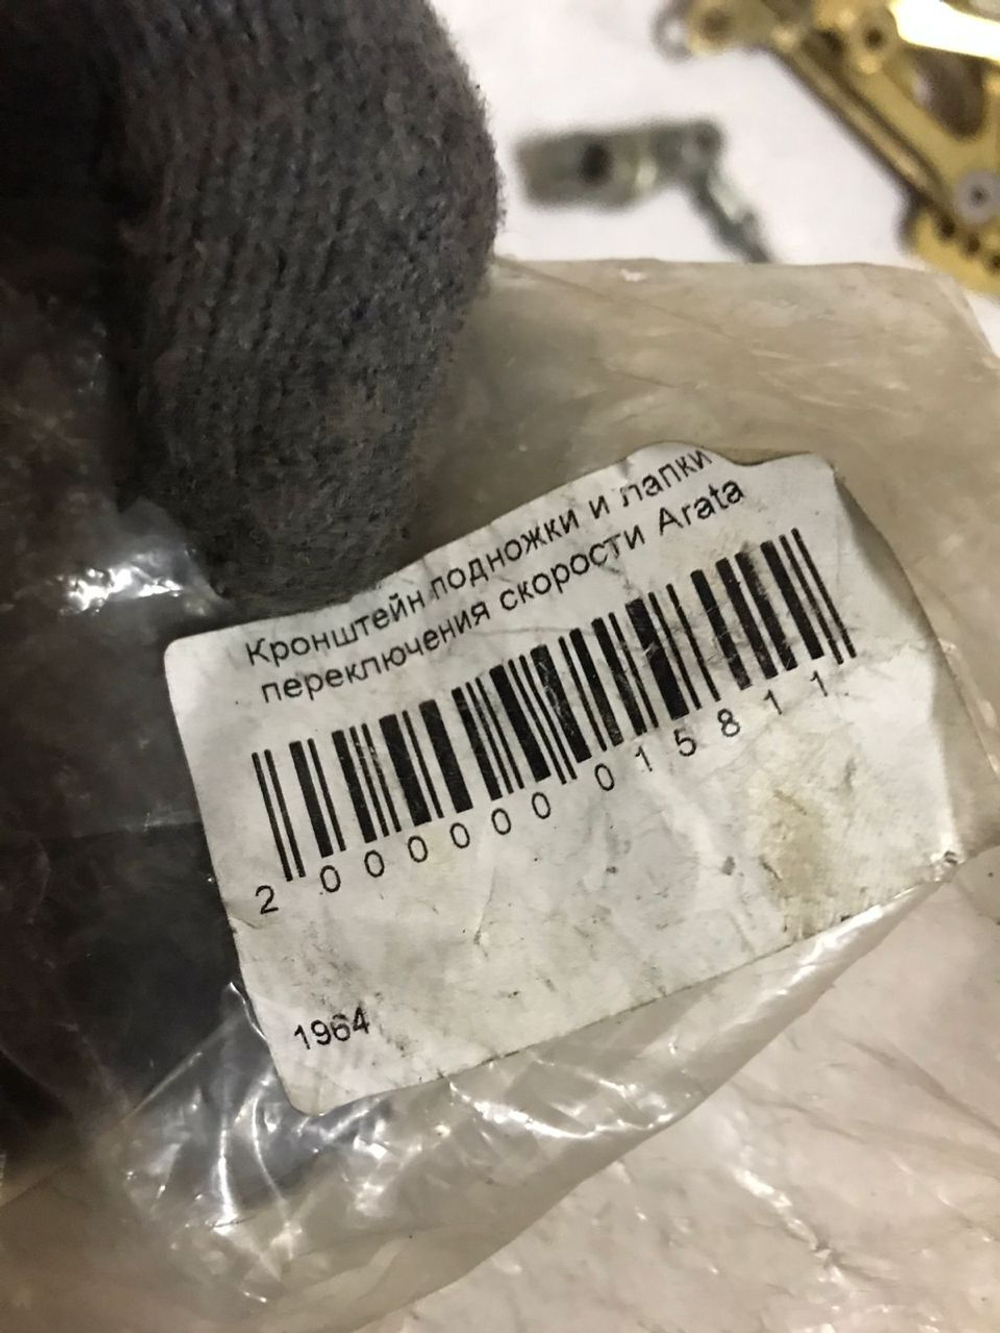 Кронштейн подножки и лапки
переключения скорости Arata
2 000000 015811
1964